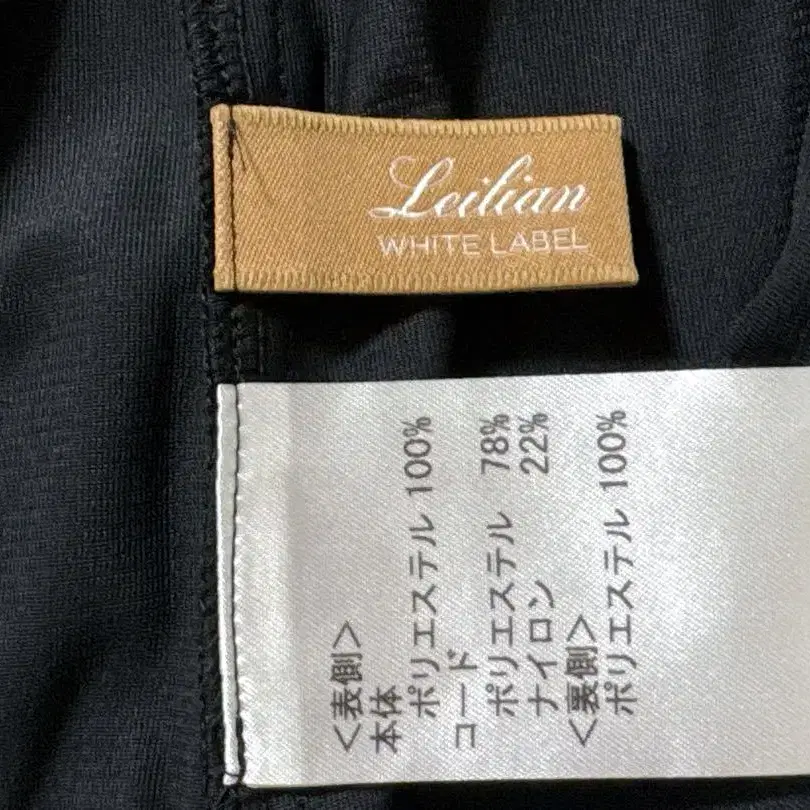 Leilian
WHITE LABEL
<表側>
本体
ポリエステル 100%
コード
ポリエステル 78%
ナイロン 22%
<裏側>
ポリエステル 100%